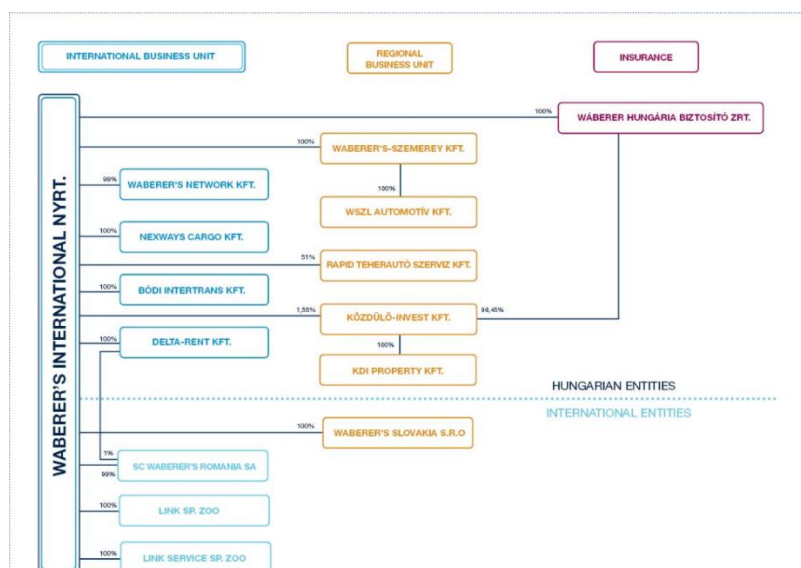 INTERNATIONAL BUSINESS UNIT
REGIONAL
BUSINESS UNIT
INSURANCE
WABERER'S INTERNATIONAL NYRT.
100%
WÁBERER HUNGÁRIA BIZTOSÍTÓ ZRT.
100%
WABERER'S-SZEMEREY KFT.
99%
WABERER'S NETWORK KFT.
100%
WSZL AUTOMOTÍV KFT.
100%
NEXWAYS CARGO KFT.
51%
RAPID TEHERAUTÓ SZERVIZ KFT.
100%
BÓDI INTERTRANS KFT.
1,55%
KÖZDÜLŐ-INVEST KFT.
98,45%
100%
DELTA-RENT KFT.
100%
KDI PROPERTY KFT.
HUNGARIAN ENTITIES
INTERNATIONAL ENTITIES
100%
WABERER'S SLOVAKIA S.R.O
1%
99%
SC WABERER'S ROMANIA SA
100%
LINK SP. ZOO
100%
LINK SERVICE SP. ZOO